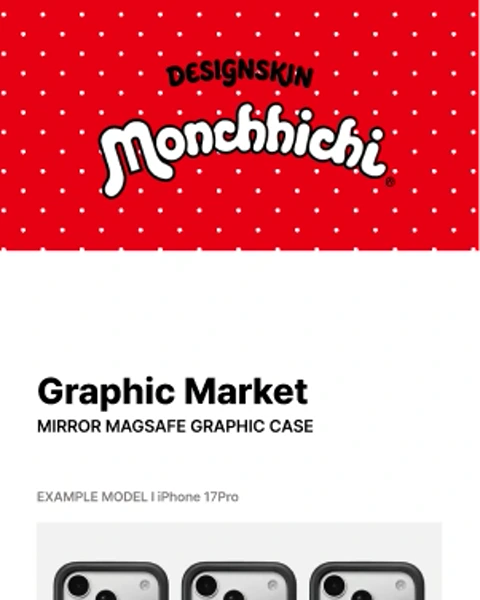 DESIGNSKIN
Monchhichi®
Graphic Market
MIRROR MAGSAFE GRAPHIC CASE
EXAMPLE MODEL I iPhone 17Pro